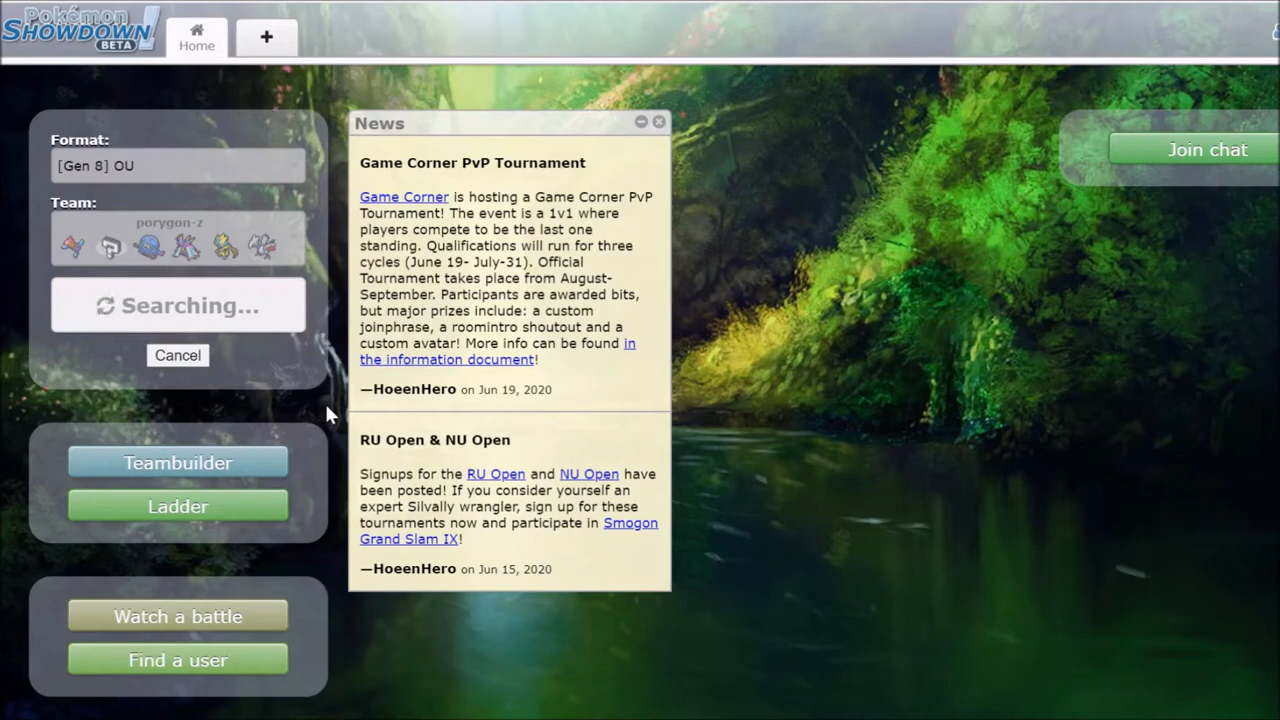 Pokémon
SHOWDOWN!
BETA
Home
+
Format:
[Gen 8] OU
Team:
porygon-z
Searching...
Cancel
Teambuilder
Ladder
Watch a battle
Find a user
News
Game Corner PvP Tournament
Game Corner is hosting a Game Corner PvP
Tournament! The event is a 1v1 where
players compete to be the last one
standing. Qualifications will run for three
cycles (June 19- July-31). Official
Tournament takes place from August-
September. Participants are awarded bits,
but major prizes include: a custom
joinphrase, a roomintro shoutout and a
custom avatar! More info can be found in
the information document!
—HoeenHero on Jun 19, 2020
RU Open & NU Open
Signups for the RU Open and NU Open have
been posted! If you consider yourself an
expert Silvally wrangler, sign up for these
tournaments now and participate in Smogon
Grand Slam IX!
—HoeenHero on Jun 15, 2020
Join chat